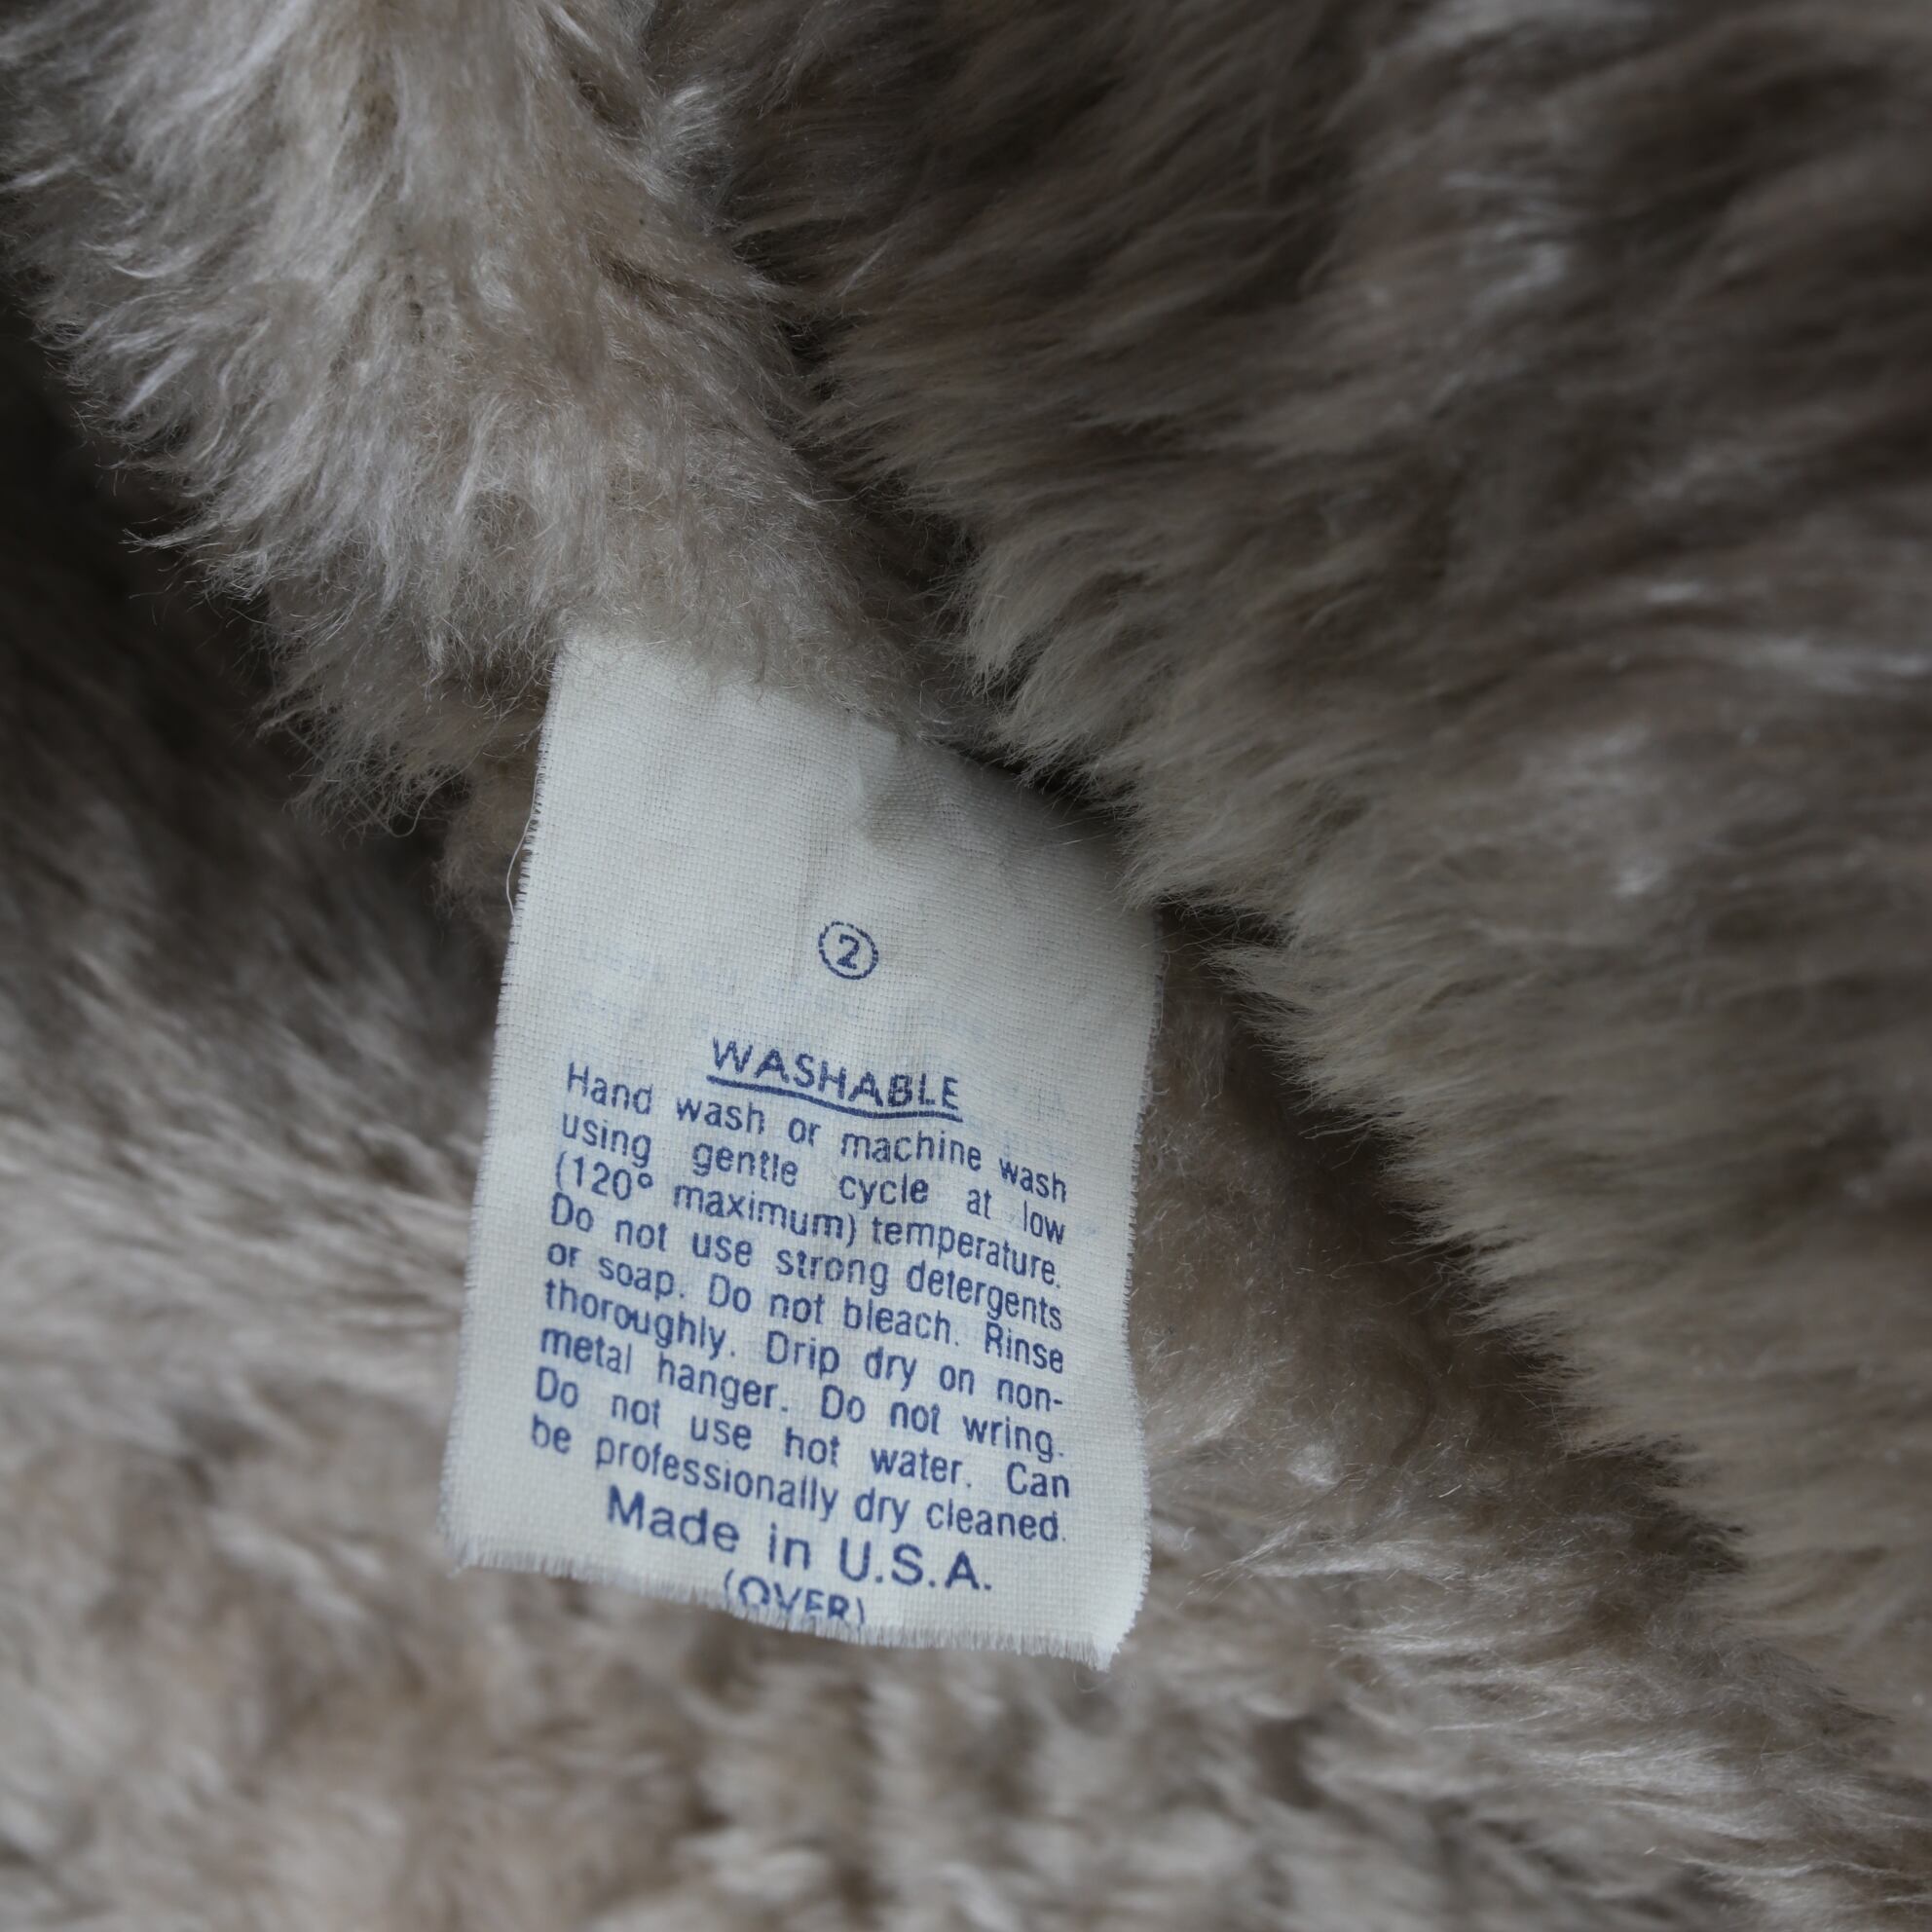 2
WASHABLE
Hand wash or machine wash
using gentle cycle at low
(120° maximum) temperature.
Do not use strong detergents
or soap. Do not bleach. Rinse
thoroughly. Drip dry on non-
metal hanger. Do not wring.
Do not use hot water. Can
be professionally dry cleaned.
Made in U.S.A.
(OVER)